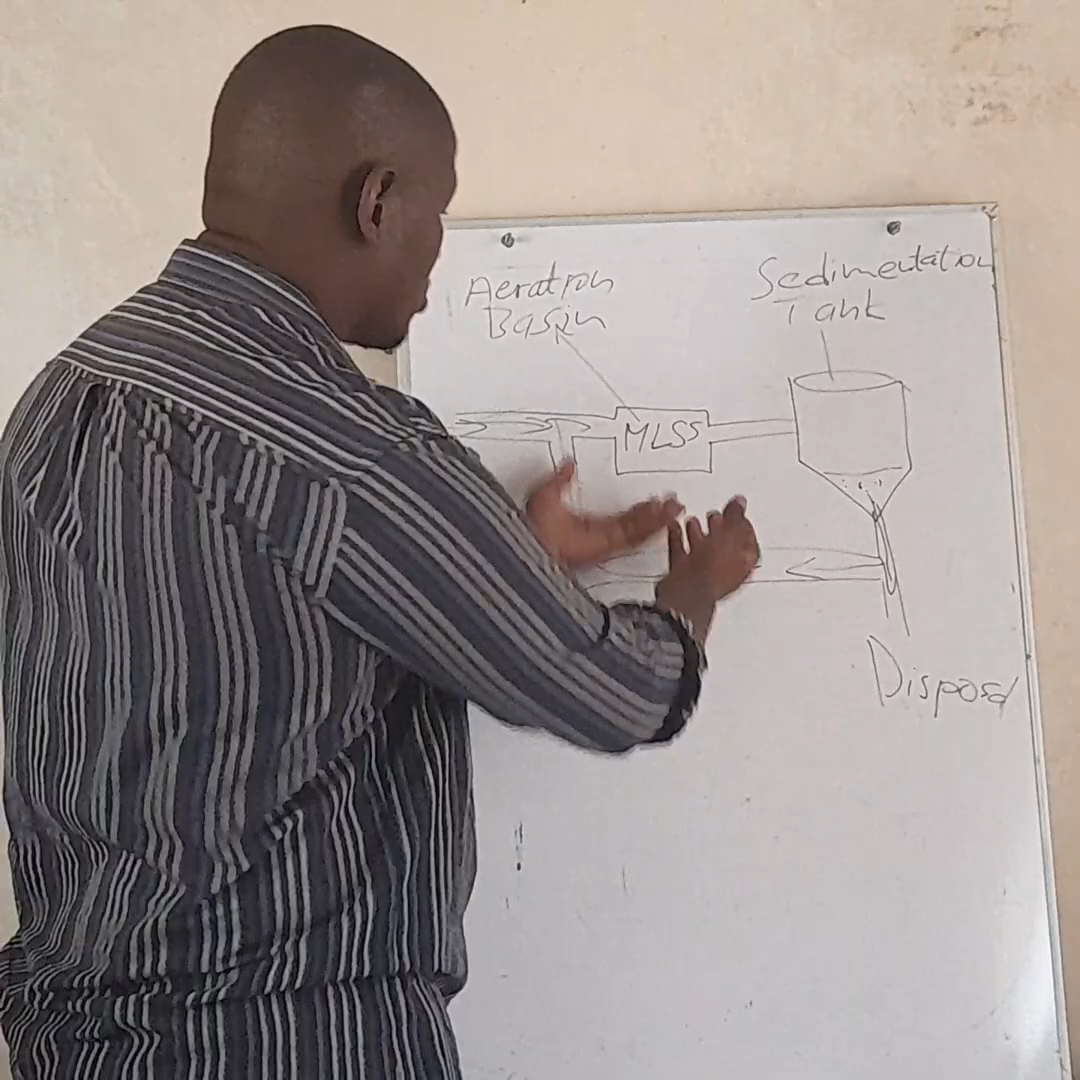 Aeration
Basin
Sedimentation
Tank
MLSS
Disposal